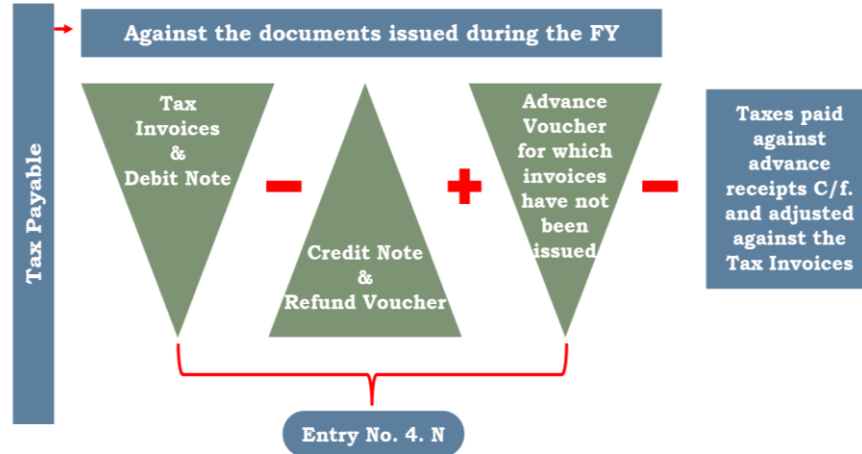 Tax Payable
Against the documents issued during the FY
Tax
Invoices
&
Debit Note
Credit Note
&
Refund Voucher
Advance
Voucher
for which
invoices
have not
been
issued
Taxes paid
against
advance
receipts C/f.
and adjusted
against the
Tax Invoices
Entry No. 4. N